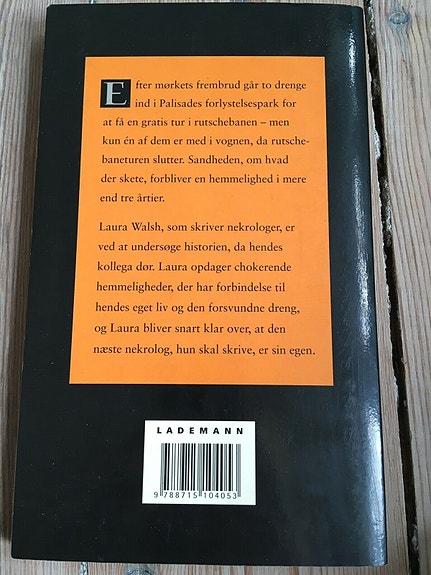 Efter mørkets frembrud går to drenge
ind i Palisades forlystelsespark for
at få en gratis tur i rutschebanen – men
kun én af dem er med i vognen, da rutsche-
baneturen slutter. Sandheden, om hvad
der skete, forbliver en hemmelighed i mere
end tre årtier.
Laura Walsh, som skriver nekrologer, er
ved at undersøge historien, da hendes
kollega dør. Laura opdager chokerende
hemmeligheder, der har forbindelse til
hendes eget liv og den forsvundne dreng,
og Laura bliver snart klar over, at den
næste nekrolog, hun skal skrive, er sin egen.
LADEMANN
9 788715 104053